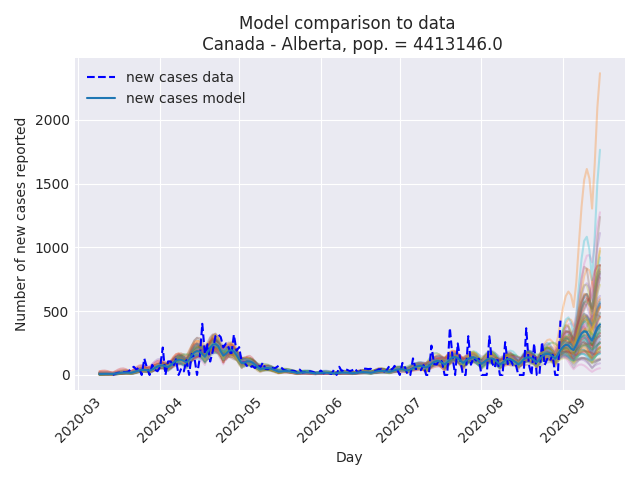 Model comparison to data
Canada - Alberta, pop. = 4413146.0
new cases data
new cases model
Number of new cases reported
2000
1500
1000
500
0
2020-03
2020-04
2020-05
2020-06
2020-07
2020-08
2020-09
Day